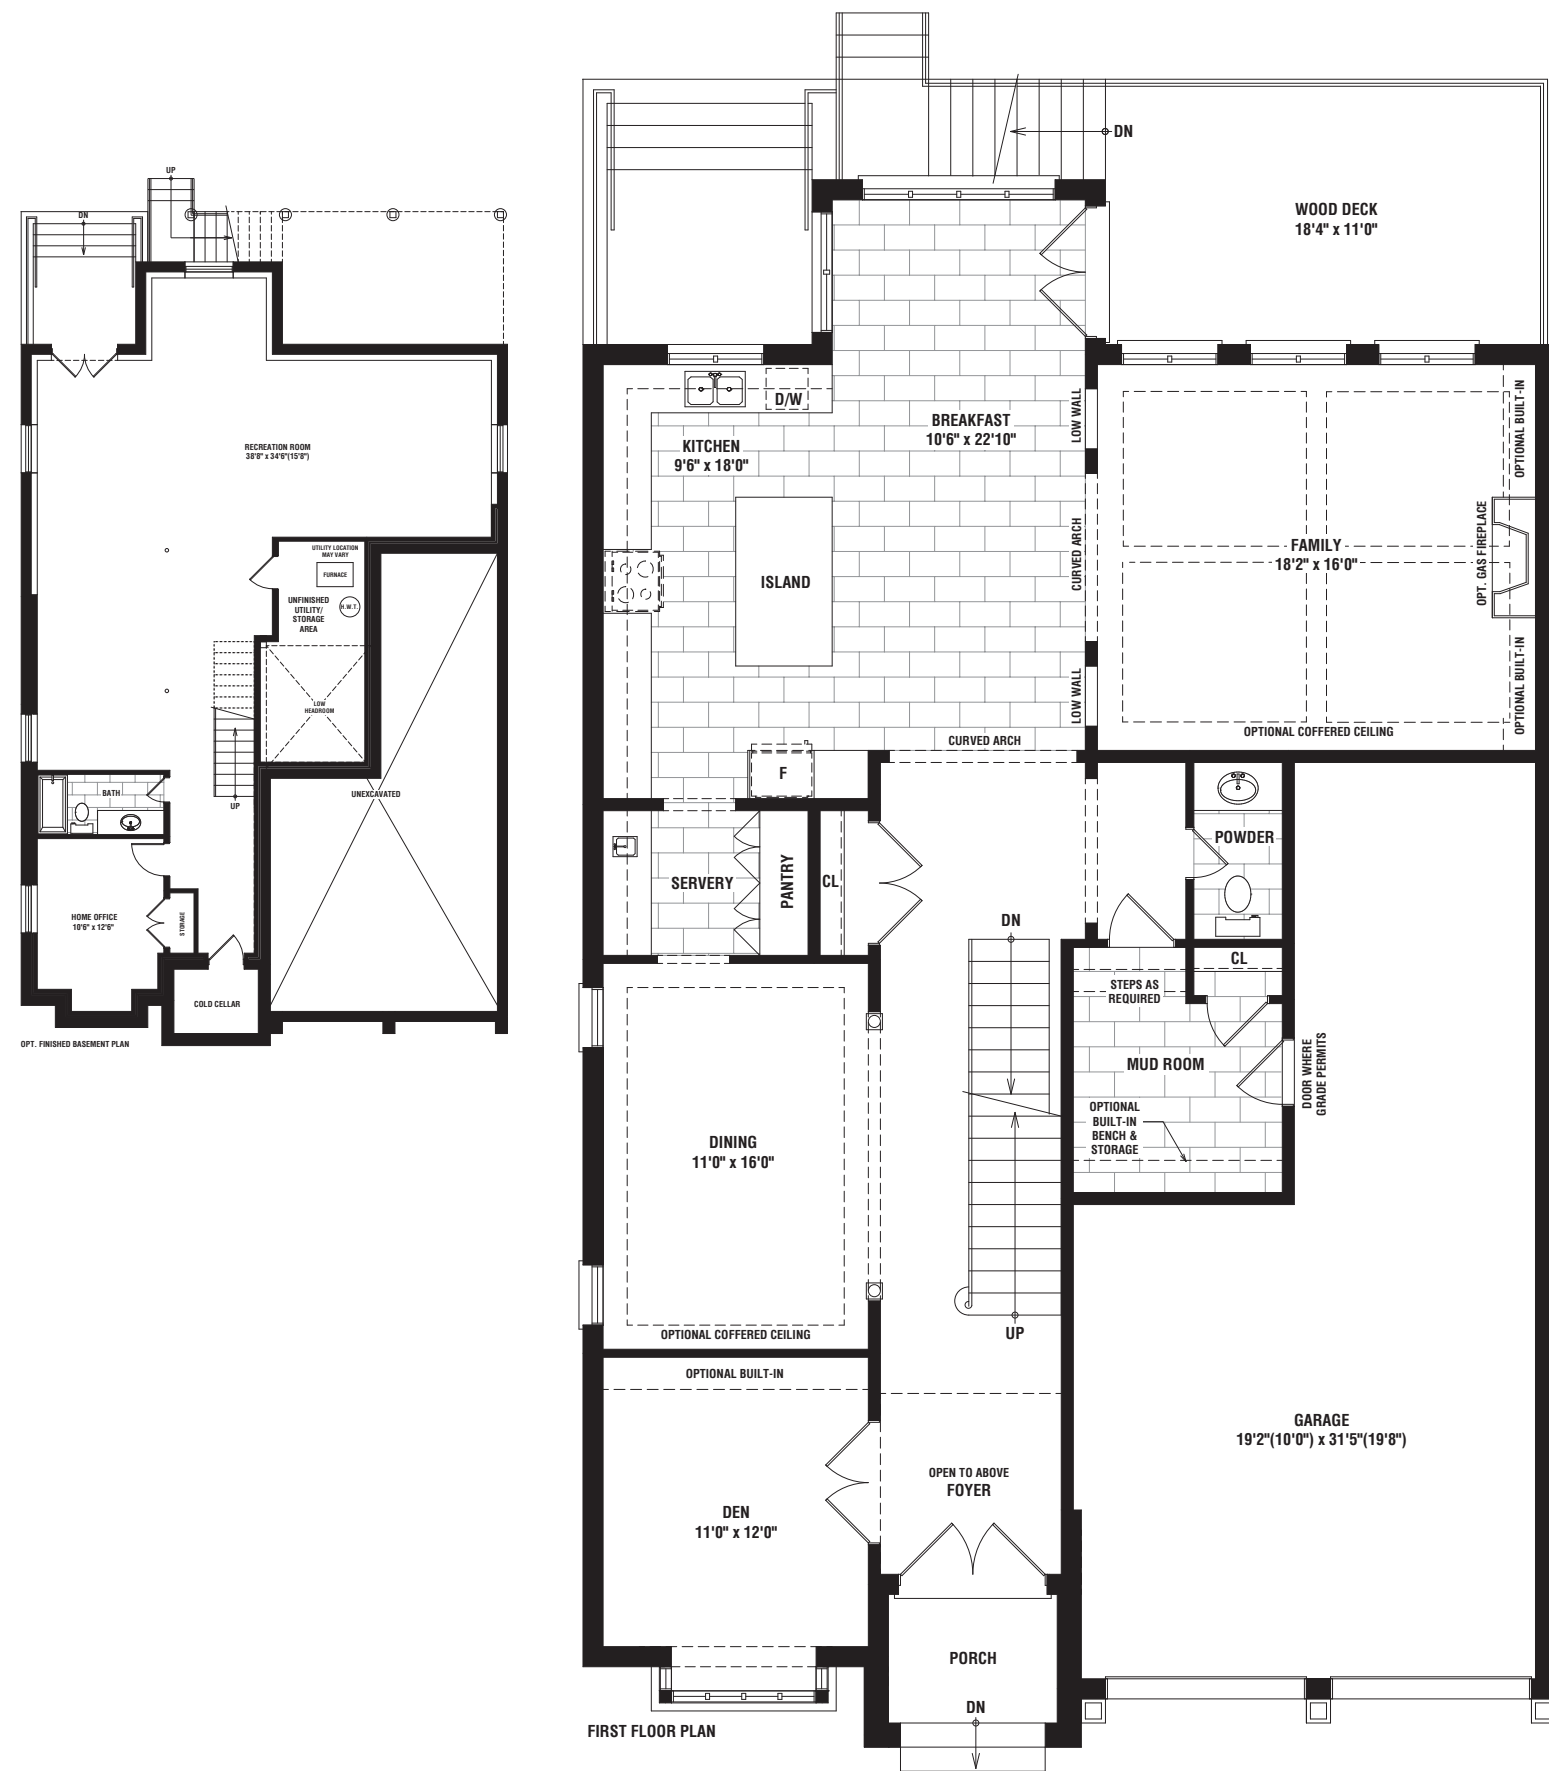 UP
DN
RECREATION ROOM
38'8" x 34'6"(15'8")
UTILITY LOCATION
MAY VARY
FURNACE
UNFINISHED
UTILITY/
STORAGE
AREA
H.W.T.
LOW
HEADROOM
UP
BATH
UNEXCAVATED
HOME OFFICE
10'6" x 12'6"
STORAGE
COLD CELLAR
OPT. FINISHED BASEMENT PLAN
DN
WOOD DECK
18'4" x 11'0"
D/W
KITCHEN
9'6" x 18'0"
BREAKFAST
10'6" x 22'10"
LOW WALL
OPTIONAL BUILT-IN
ISLAND
CURVED ARCH
FAMILY
18'2" x 16'0"
OPT. GAS FIREPLACE
LOW WALL
OPTIONAL BUILT-IN
OPTIONAL COFFERED CEILING
CURVED ARCH
F
SERVERY
PANTRY
CL
POWDER
DN
CL
STEPS AS
REQUIRED
MUD ROOM
DOOR WHERE
GRADE PERMITS
OPTIONAL
BUILT-IN
BENCH &
STORAGE
DINING
11'0" x 16'0"
OPTIONAL COFFERED CEILING
UP
OPTIONAL BUILT-IN
GARAGE
19'2"(10'0") x 31'5"(19'8")
OPEN TO ABOVE
FOYER
DEN
11'0" x 12'0"
PORCH
DN
FIRST FLOOR PLAN